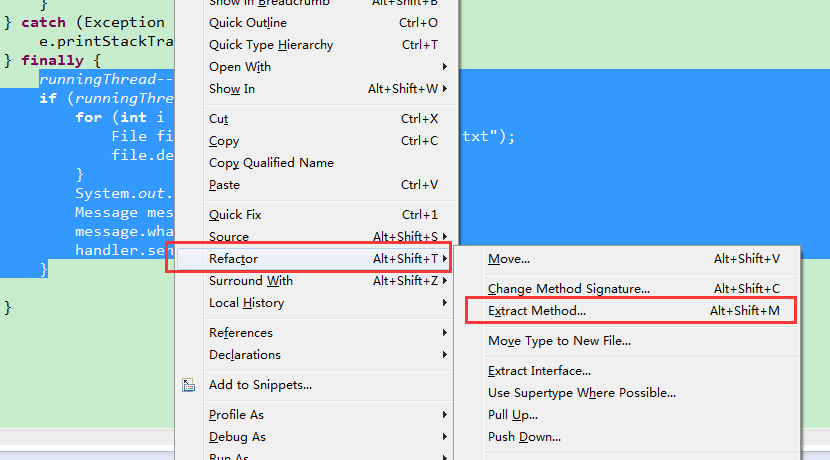 }
} catch (Exception
e.printStackTra
} finally {
runningThread--
if (runningThre
for (int i
File fi
txt");
file.de
}
System.out.
Message mes
message.wha
handler.sen
}
}
Show In Breadcrumb Alt+Shift+B
Quick Outline Ctrl+O
Quick Type Hierarchy Ctrl+T
Open With
Show In Alt+Shift+W
Cut Ctrl+X
Copy Ctrl+C
Copy Qualified Name
Paste Ctrl+V
Quick Fix Ctrl+1
Source Alt+Shift+S
Refactor Alt+Shift+T
Surround With Alt+Shift+Z
Local History
References
Declarations
Add to Snippets...
Profile As
Debug As
Run As
Move... Alt+Shift+V
Change Method Signature... Alt+Shift+C
Extract Method... Alt+Shift+M
Move Type to New File...
Extract Interface...
Use Supertype Where Possible...
Pull Up...
Push Down...